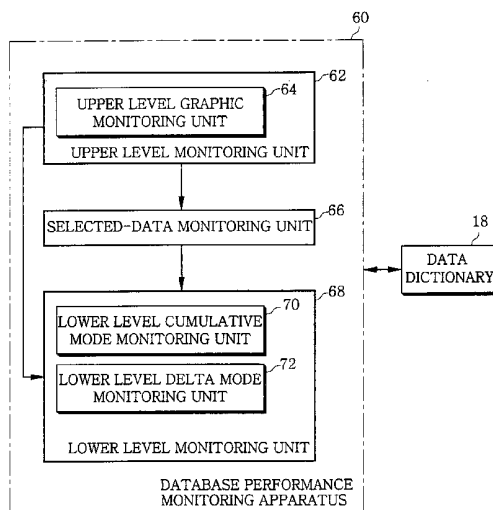 60
62
64
UPPER LEVEL GRAPHIC
MONITORING UNIT
UPPER LEVEL MONITORING UNIT
66
SELECTED-DATA MONITORING UNIT
18
DATA
DICTIONARY
68
70
LOWER LEVEL CUMULATIVE
MODE MONITORING UNIT
72
LOWER LEVEL DELTA MODE
MONITORING UNIT
LOWER LEVEL MONITORING UNIT
DATABASE PERFORMANCE
MONITORING APPARATUS